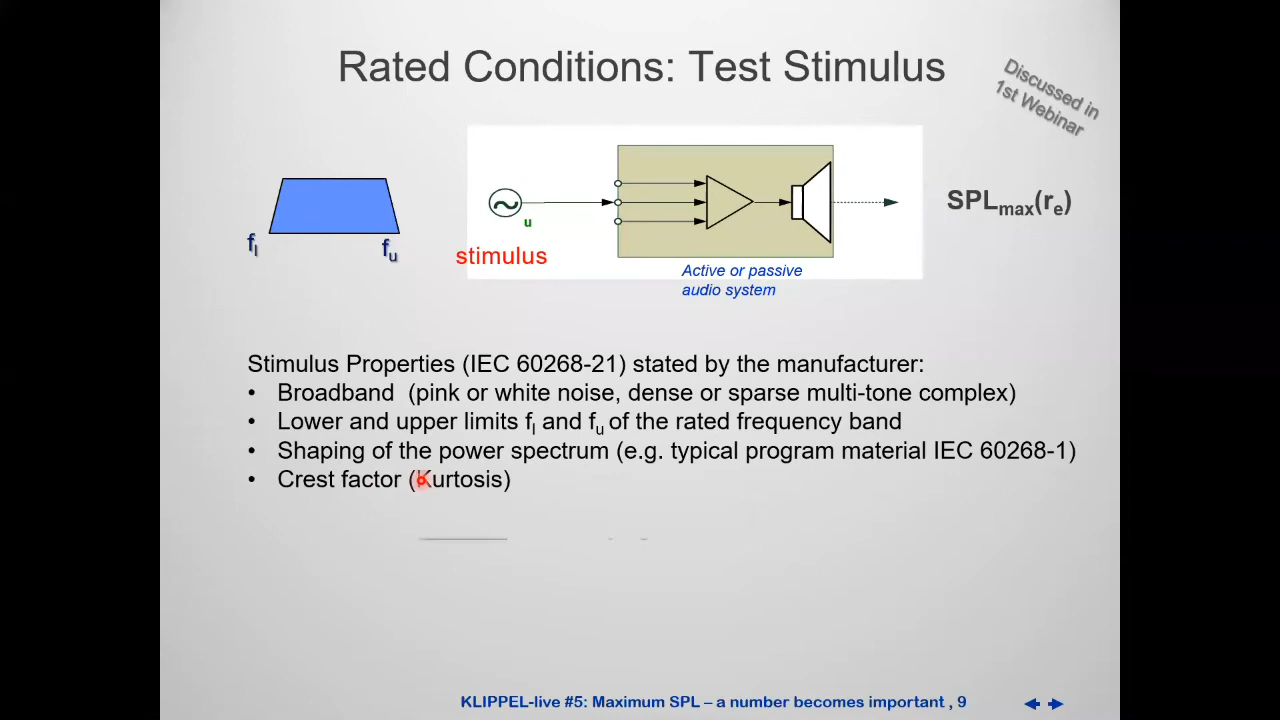 Rated Conditions: Test Stimulus
Discussed in
1st Webinar
fl
fu
u
stimulus
Active or passive
audio system
SPLmax(re)
Stimulus Properties (IEC 60268-21) stated by the manufacturer:
• Broadband (pink or white noise, dense or sparse multi-tone complex)
• Lower and upper limits fl and fu of the rated frequency band
• Shaping of the power spectrum (e.g. typical program material IEC 60268-1)
• Crest factor (Kurtosis)
KLIPPEL-live #5: Maximum SPL – a number becomes important , 9